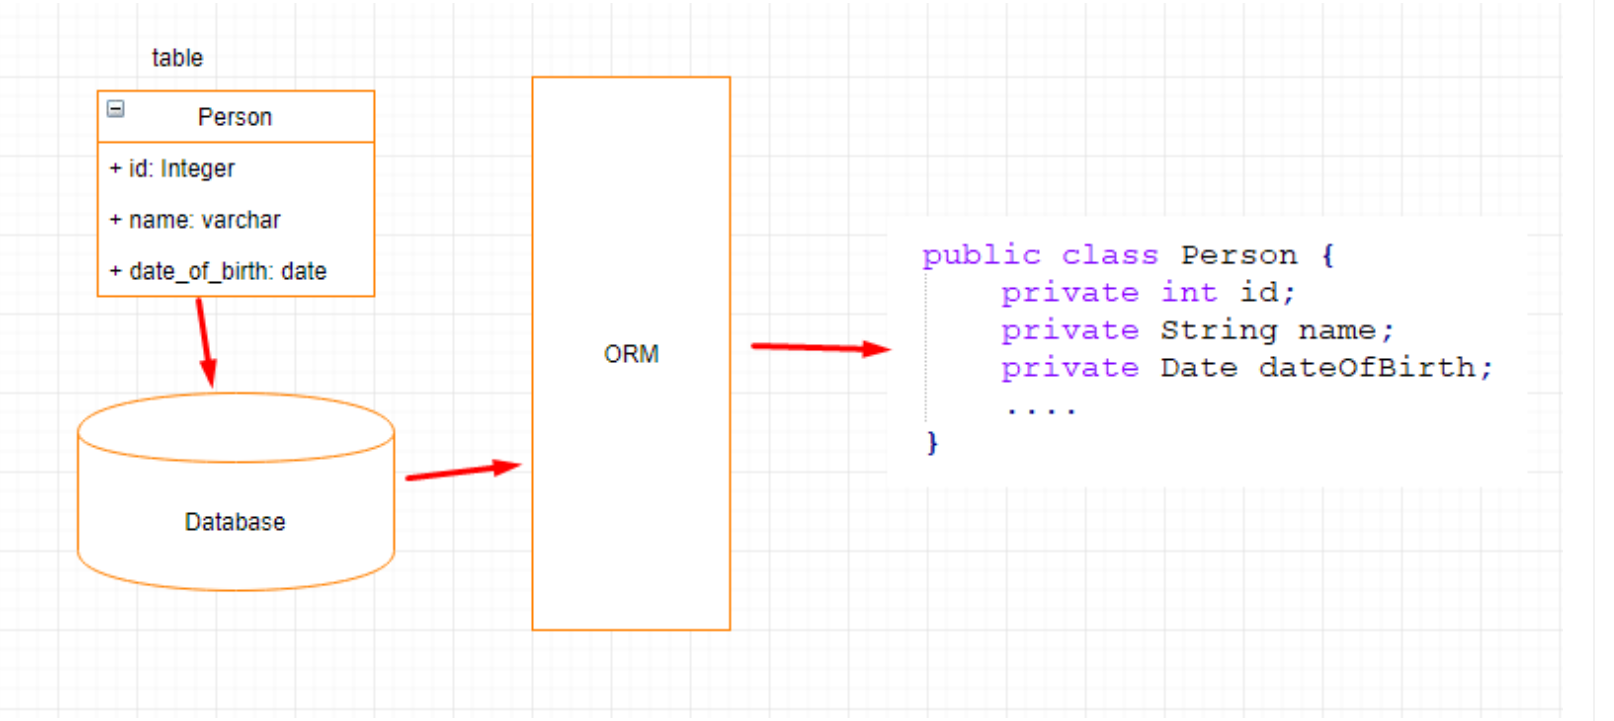 table
Person
+ id: Integer
+ name: varchar
+ date_of_birth: date
Database
ORM
public class Person {
private int id;
private String name;
private Date dateOfBirth;
....
}